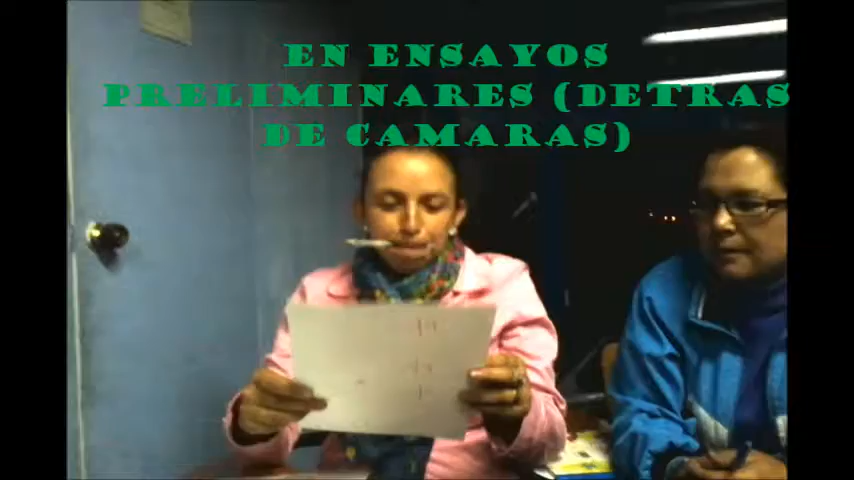 EN ENSAYOS
PRELIMINARES (DETRAS
DE CAMARAS)